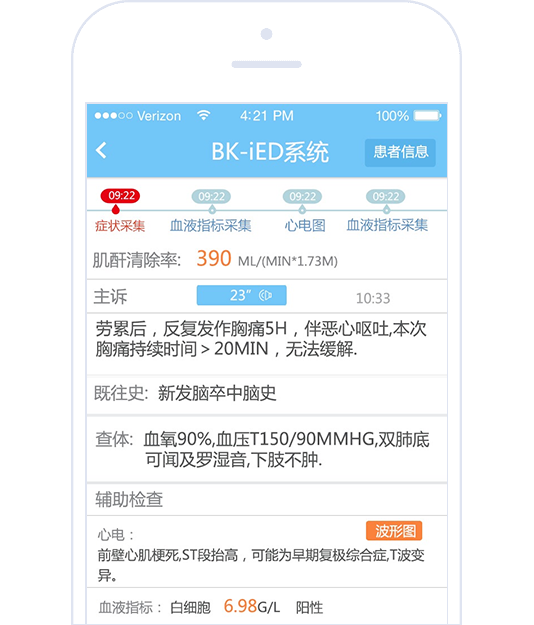 ●●●○○ Verizon 4:21 PM 100%
BK-iED系统 患者信息
09:22 09:22 09:22 09:22
症状采集 血液指标采集 心电图 血液指标采集
肌酐清除率: 390 ML/(MIN*1.73M)
主诉 23” 10:33
劳累后，反复发作胸痛5H，伴恶心呕吐,本次
胸痛持续时间＞20MIN，无法缓解.
既往史: 新发脑卒中脑史
查体: 血氧90%,血压T150/90MMHG,双肺底
可闻及罗湿音,下肢不肿.
辅助检查
心电： 波形图
前壁心肌梗死,ST段抬高，可能为早期复极综合症,T波变
异。
血液指标： 白细胞 6.98G/L 阳性